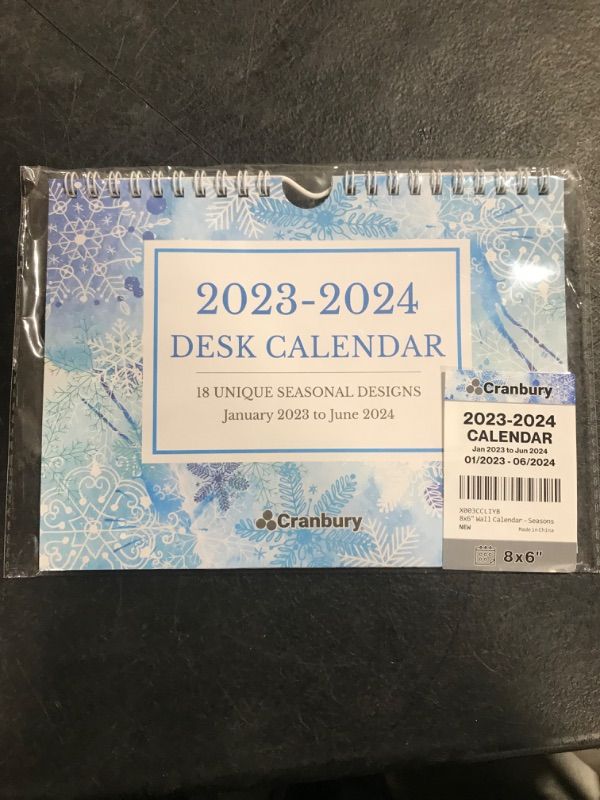 2023-2024
DESK CALENDAR
18 UNIQUE SEASONAL DESIGNS
January 2023 to June 2024
Cranbury
Cranbury
2023-2024
CALENDAR
Jan 2023 to Jun 2024
01/2023 - 06/2024
X003CCLIYB
8x6" Wall Calendar - Seasons
NEW
Made in China
8x6"